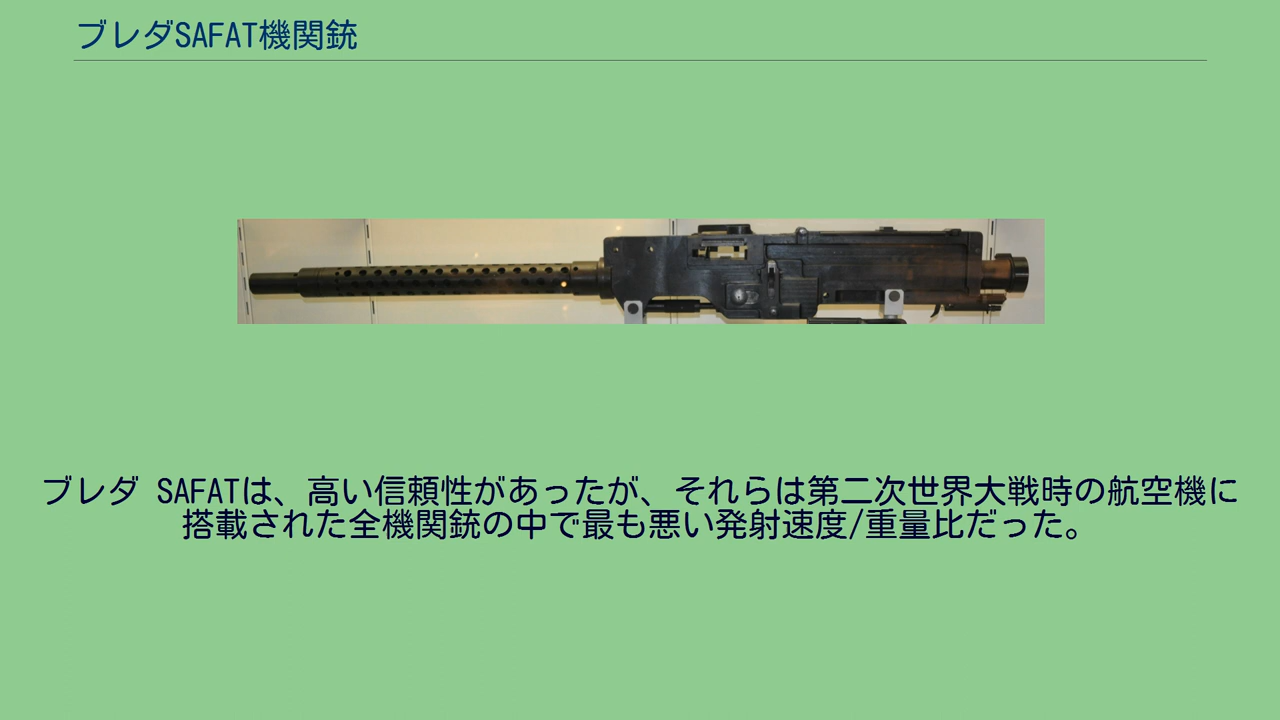 ブレダSAFAT機関銃
ブレダ SAFATは、高い信頼性があったが、それらは第二次世界大戦時の航空機に
搭載された全機関銃の中で最も悪い発射速度/重量比だった。